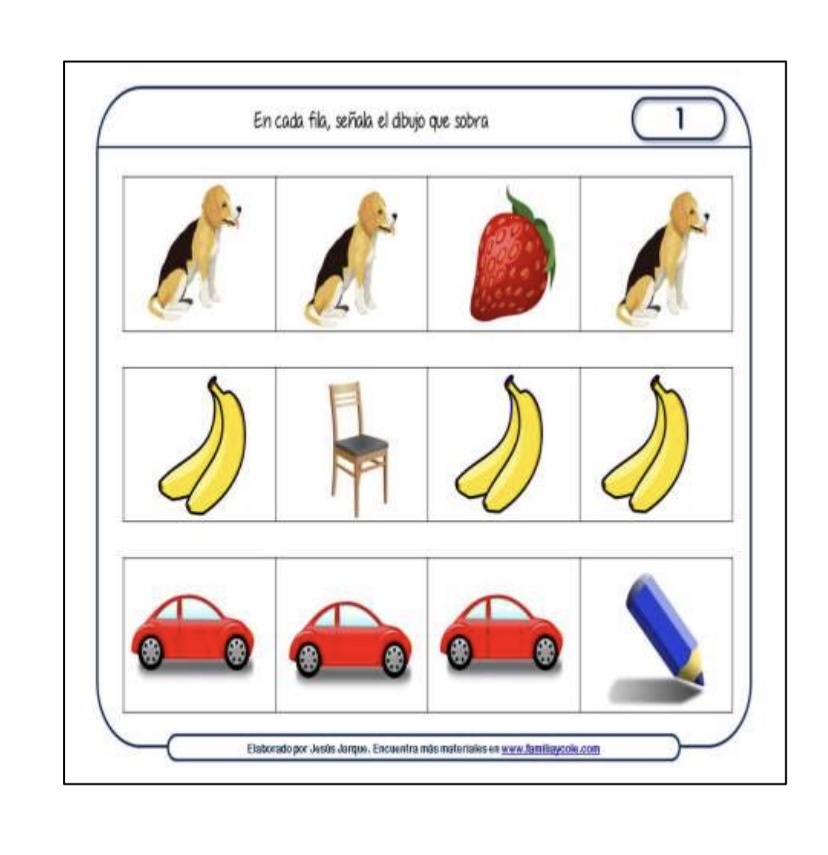 En cada fila, señala el dibujo que sobra
1
Elaborado por Jesús Jarque. Encuentra más materiales en www.familiaycole.com